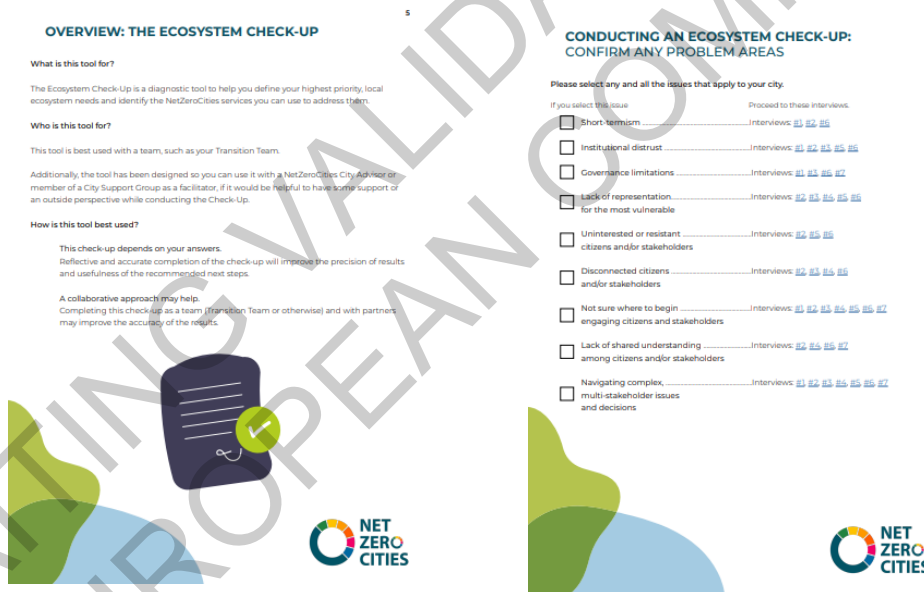 5
OVERVIEW: THE ECOSYSTEM CHECK-UP
What is this tool for?
The Ecosystem Check-Up is a diagnostic tool to help you define your highest priority, local
ecosystem needs and identify the NetZeroCities services you can use to address them.
Who is this tool for?
This tool is best used with a team, such as your Transition Team.
Additionally, the tool has been designed so you can use it with a NetZeroCities City Advisor or
member of a City Support Group as a facilitator, if it would be helpful to have some support or
an outside perspective while conducting the Check-Up.
How is this tool best used?
This check-up depends on your answers.
Reflective and accurate completion of the check-up will improve the precision of results
and usefulness of the recommended next steps.
A collaborative approach may help.
Completing this check-up as a team (Transition Team or otherwise) and with partners
may improve the accuracy of the results.
NET
ZERO
CITIES
CONDUCTING AN ECOSYSTEM CHECK-UP:
CONFIRM ANY PROBLEM AREAS
Please select any and all the issues that apply to your city.
If you select this issue Proceed to these interviews.
Short-termism Interviews: #1, #2, #6
Institutional distrust Interviews: #1, #2, #3, #5, #6
Governance limitations Interviews: #1, #3, #6, #7
Lack of representation Interviews: #2, #3, #4, #5, #6
for the most vulnerable
Uninterested or resistant Interviews: #2, #5, #6
citizens and/or stakeholders
Disconnected citizens Interviews: #2, #3, #4, #6
and/or stakeholders
Not sure where to begin Interviews: #1, #2, #3, #4, #5, #6, #7
engaging citizens and stakeholders
Lack of shared understanding Interviews: #2, #4, #6, #7
among citizens and/or stakeholders
Navigating complex, Interviews: #1, #2, #3, #4, #5, #6, #7
multi-stakeholder issues
and decisions
NET
ZERO
CITIES